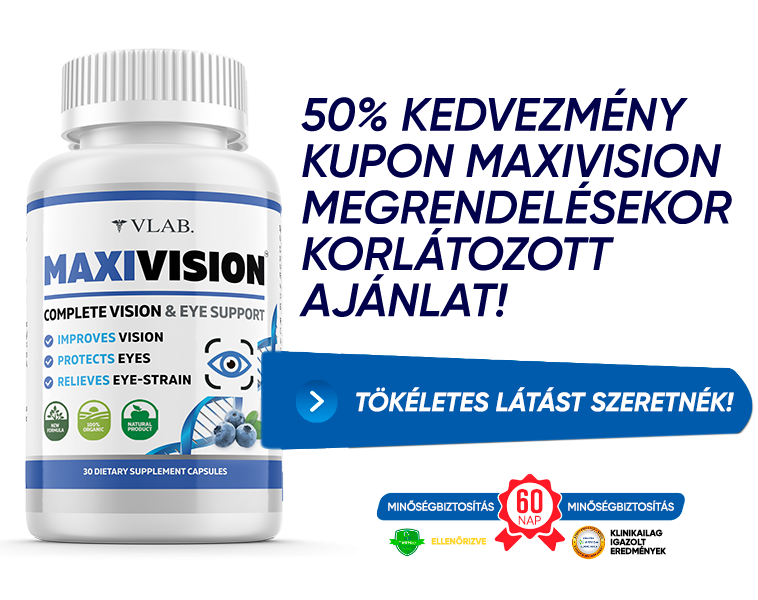 50% KEDVEZMÉNY
KUPON MAXIVISION
MEGRENDELÉSEKOR
KORLÁTOZOTT
AJÁNLAT!
VLAB.
MAXIVISION
COMPLETE VISION & EYE SUPPORT
IMPROVES VISION
PROTECTS EYES
RELIEVES EYE-STRAIN
NEW FORMULA
100% ORGANIC
NATURAL PRODUCT
30 DIETARY SUPPLEMENT CAPSULES
TÖKÉLETES LÁTÁST SZERETNÉK!
MINŐSÉGBIZTOSÍTÁS
60
NAP
MINŐSÉGBIZTOSÍTÁS
ELLENŐRIZVE
KLINIKAILAG
IGAZOLT
EREDMÉNYEK